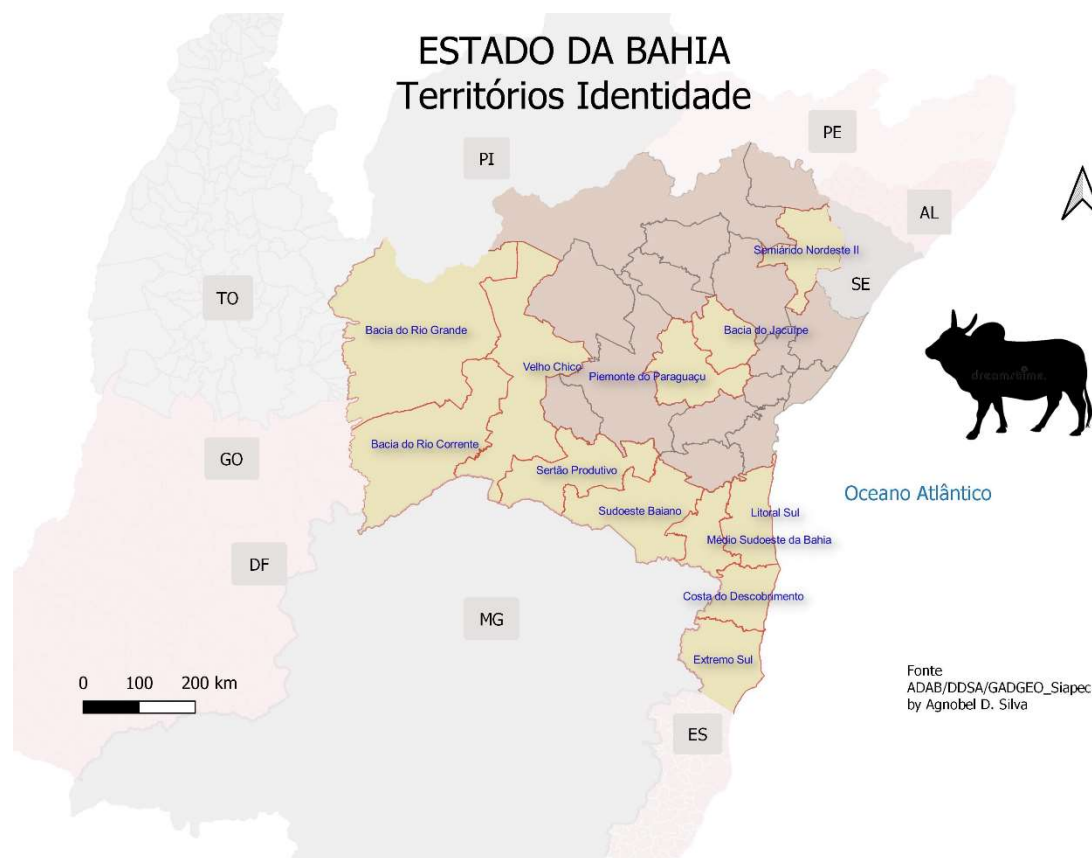 ESTADO DA BAHIA
Territórios Identidade
PE
PI
AL
Semiárido Nordeste II
SE
TO
Bacia do Rio Grande
Bacia do Jacuípe
Velho Chico
Piemonte do Paraguaçu
dreamstime.
Bacia do Rio Corrente
GO
Sertão Produtivo
Oceano Atlântico
Sudoeste Baiano
Litoral Sul
Médio Sudoeste da Bahia
DF
Costa do Descobrimento
MG
Extremo Sul
0 100 200 km
Fonte
ADAB/DDSA/GADGEO_Siapec
by Agnobel D. Silva
ES